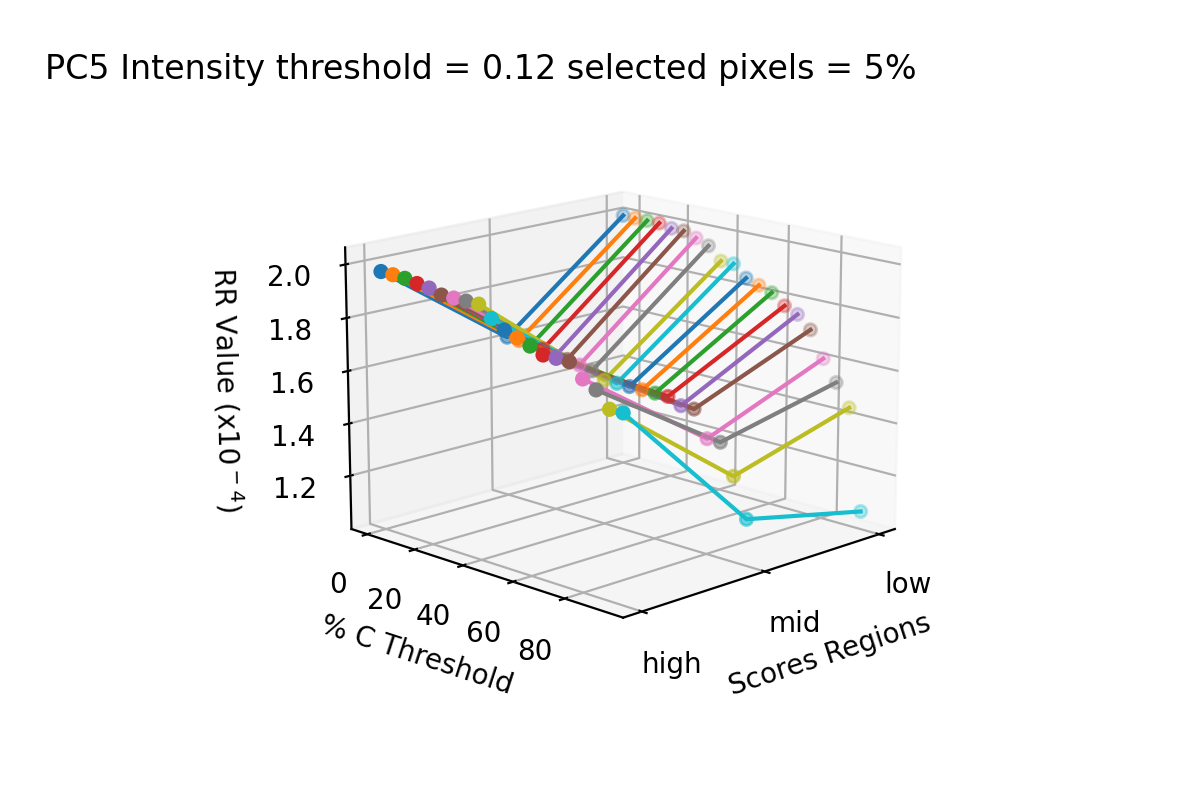 PC5 Intensity threshold = 0.12 selected pixels = 5%
RR Value (x10⁻⁴)
2.0
1.8
1.6
1.4
1.2
0
20
40
60
80
% C Threshold
high
mid
low
Scores Regions